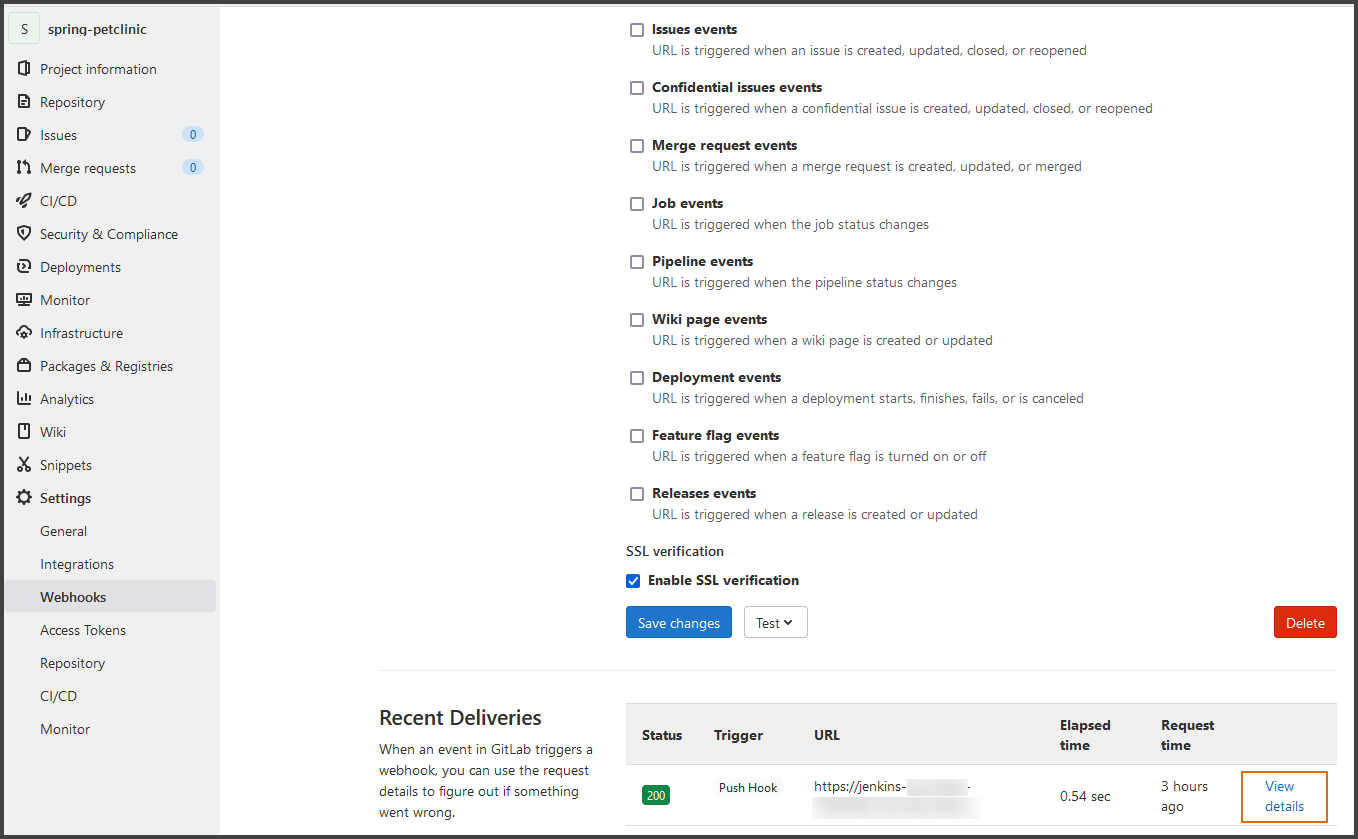 S spring-petclinic
Project information
Repository
Issues 0
Merge requests 0
CI/CD
Security & Compliance
Deployments
Monitor
Infrastructure
Packages & Registries
Analytics
Wiki
Snippets
Settings
General
Integrations
Webhooks
Access Tokens
Repository
CI/CD
Monitor
Issues events
URL is triggered when an issue is created, updated, closed, or reopened
Confidential issues events
URL is triggered when a confidential issue is created, updated, closed, or reopened
Merge request events
URL is triggered when a merge request is created, updated, or merged
Job events
URL is triggered when the job status changes
Pipeline events
URL is triggered when the pipeline status changes
Wiki page events
URL is triggered when a wiki page is created or updated
Deployment events
URL is triggered when a deployment starts, finishes, fails, or is canceled
Feature flag events
URL is triggered when a feature flag is turned on or off
Releases events
URL is triggered when a release is created or updated
SSL verification
Enable SSL verification
Save changes Test Delete
Recent Deliveries
When an event in GitLab triggers a
webhook, you can use the request
details to figure out if something
went wrong.
Status Trigger URL Elapsed time Request time
200 Push Hook https://jenkins- - 0.54 sec 3 hours ago View details